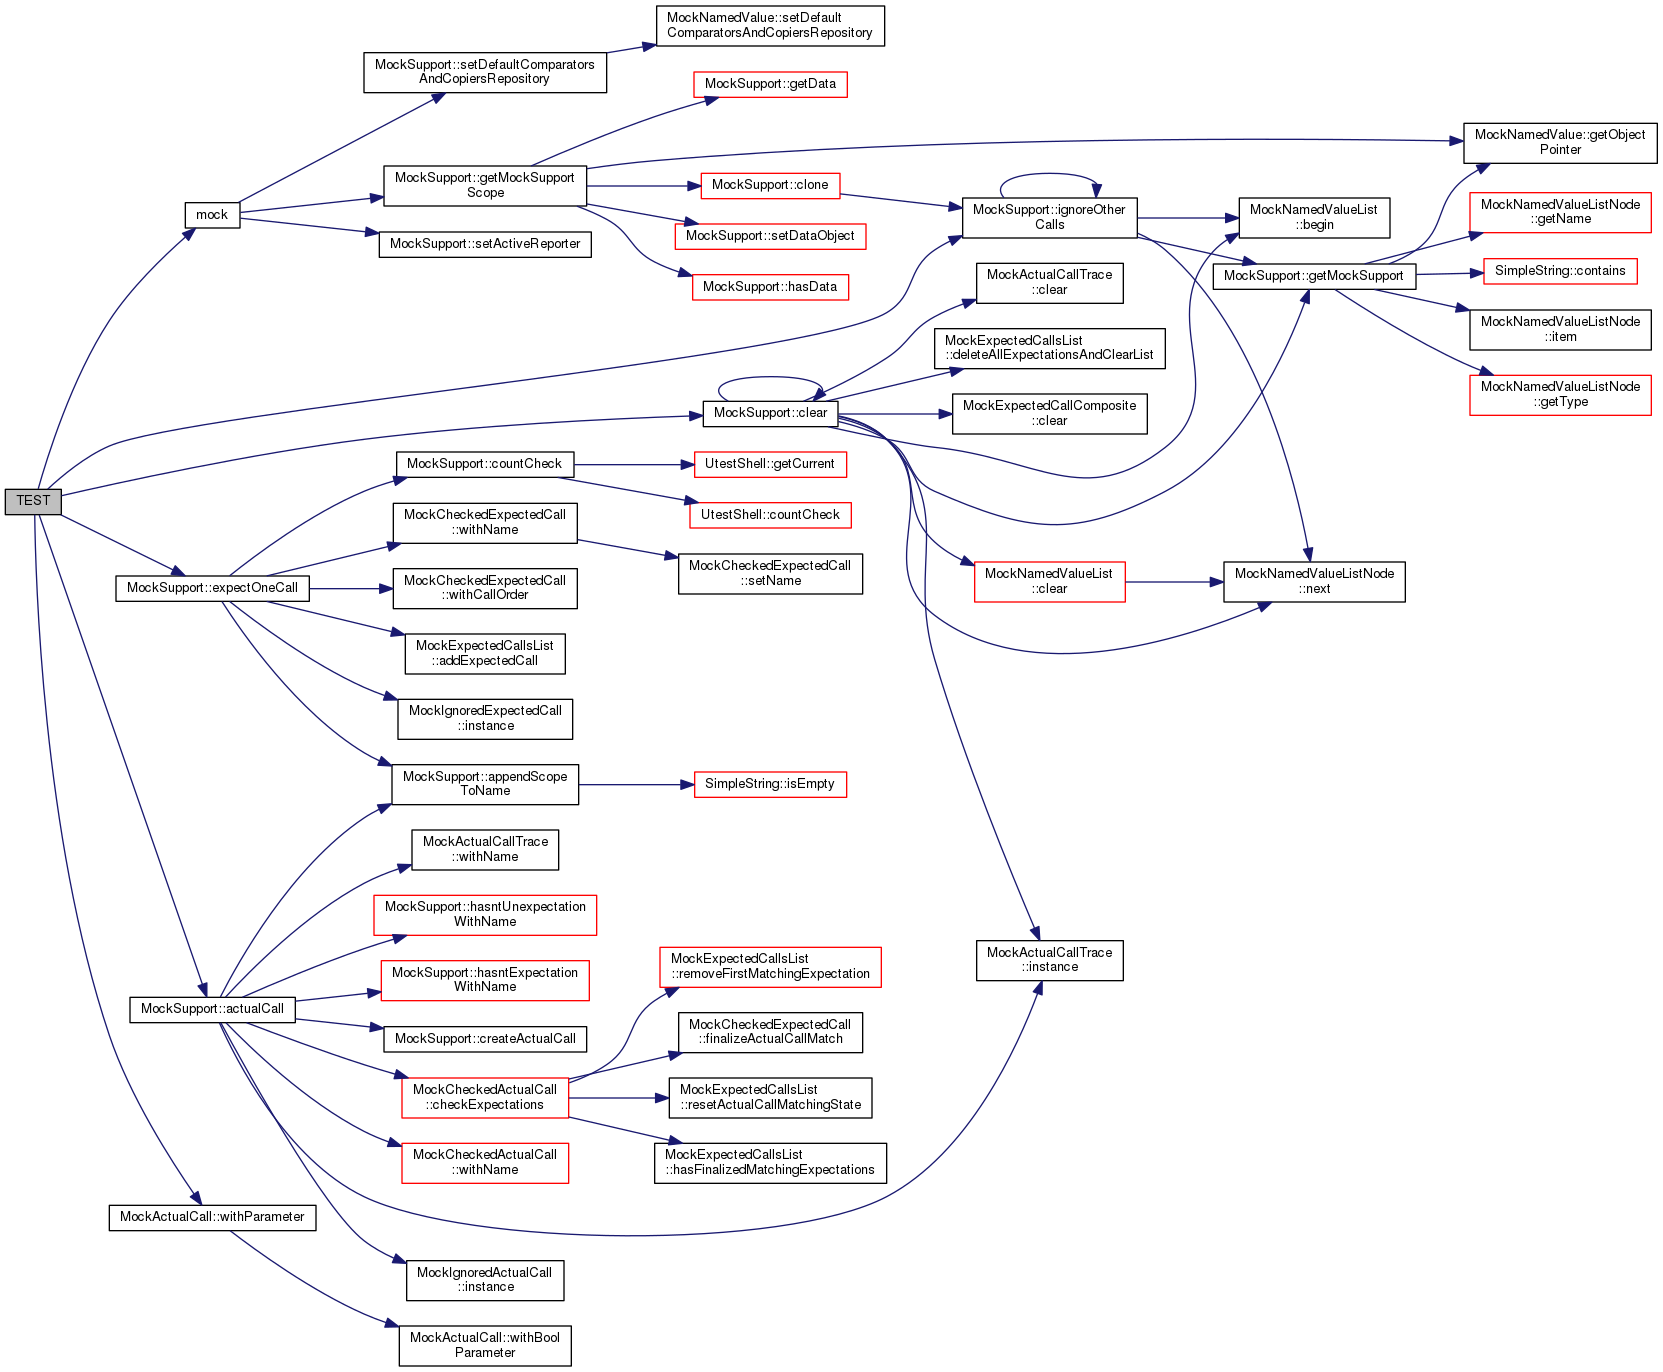 MockNamedValue::setDefault
ComparatorsAndCopiersRepository
MockSupport::setDefaultComparators
AndCopiersRepository
MockSupport::getData
MockNamedValue::getObject
Pointer
MockSupport::getMockSupport
Scope
MockSupport::clone
mock
MockSupport::ignoreOther
Calls
MockNamedValueList
::begin
MockNamedValueListNode
::getName
MockSupport::setActiveReporter
MockSupport::setDataObject
MockSupport::hasData
MockActualCallTrace
::clear
MockSupport::getMockSupport
SimpleString::contains
MockNamedValueListNode
::item
MockExpectedCallsList
::deleteAllExpectationsAndClearList
MockNamedValueListNode
::getType
MockSupport::clear
MockExpectedCallComposite
::clear
MockSupport::countCheck
UtestShell::getCurrent
TEST
MockCheckedExpectedCall
::withName
UtestShell::countCheck
MockSupport::expectOneCall
MockCheckedExpectedCall
::withCallOrder
MockCheckedExpectedCall
::setName
MockNamedValueList
::clear
MockNamedValueListNode
::next
MockExpectedCallsList
::addExpectedCall
MockIgnoredExpectedCall
::instance
MockSupport::appendScope
ToName
SimpleString::isEmpty
MockActualCallTrace
::withName
MockSupport::hasntUnexpectation
WithName
MockSupport::hasntExpectation
WithName
MockExpectedCallsList
::removeFirstMatchingExpectation
MockActualCallTrace
::instance
MockSupport::actualCall
MockSupport::createActualCall
MockCheckedExpectedCall
::finalizeActualCallMatch
MockCheckedActualCall
::checkExpectations
MockExpectedCallsList
::resetActualCallMatchingState
MockCheckedActualCall
::withName
MockExpectedCallsList
::hasFinalizedMatchingExpectations
MockActualCall::withParameter
MockIgnoredActualCall
::instance
MockActualCall::withBool
Parameter